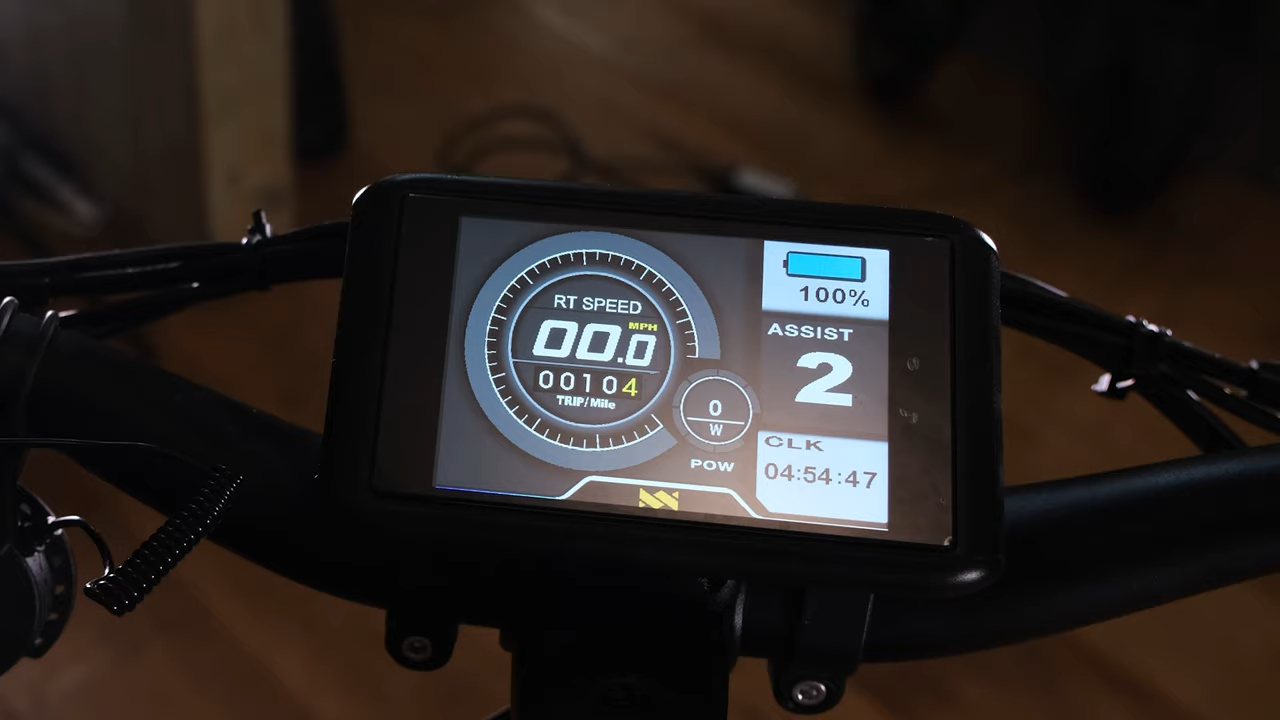 RT SPEED
MPH
00.0
00104
TRIP/Mile
0
W
POW
100%
ASSIST
2
CLK
04:54:47